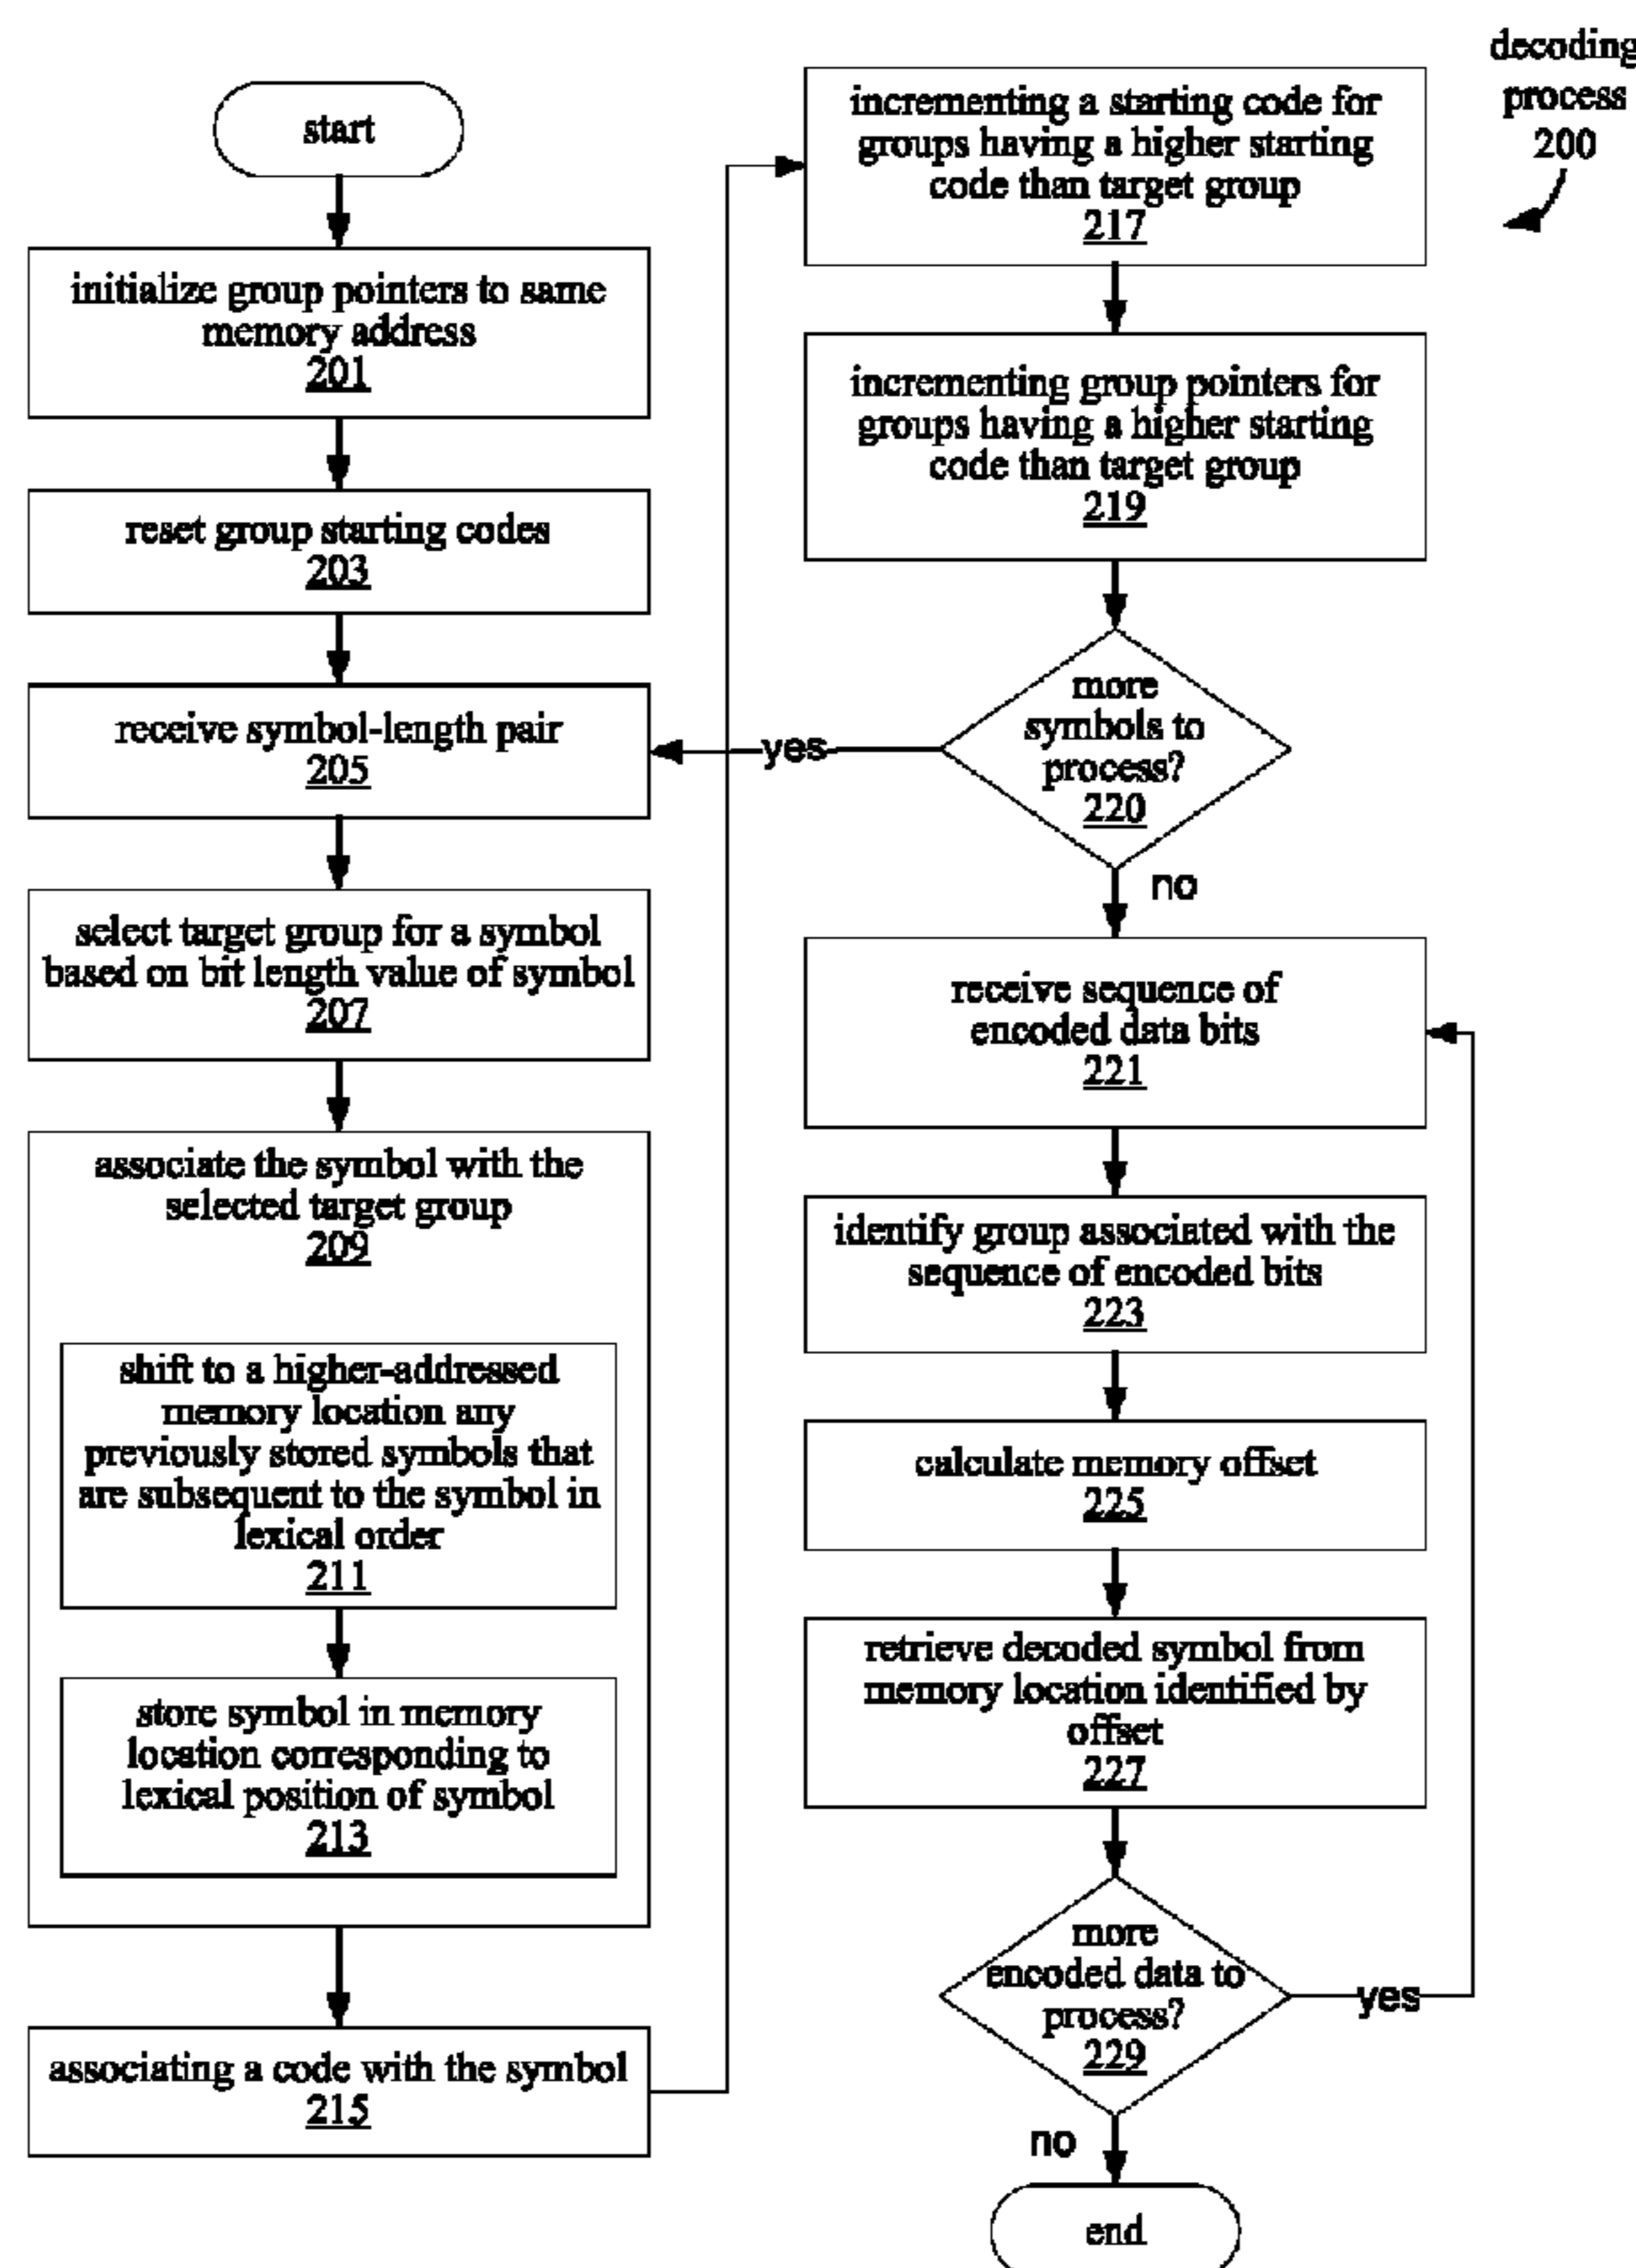 start
initialize group pointers to same
memory address
201
reset group starting codes
203
receive symbol-length pair
205
select target group for a symbol
based on bit length value of symbol
207
associate the symbol with the
selected target group
209
shift to a higher-addressed
memory location any
previously stored symbols that
are subsequent to the symbol in
lexical order
211
store symbol in memory
location corresponding to
lexical position of symbol
213
associating a code with the symbol
215
incrementing a starting code for
groups having a higher starting
code than target group
217
incrementing group pointers for
groups having a higher starting
code than target group
219
more
symbols to
process?
220
yes
no
receive sequence of
encoded data bits
221
identify group associated with the
sequence of encoded bits
223
calculate memory offset
225
retrieve decoded symbol from
memory location identified by
offset
227
more
encoded data to
process?
229
yes
no
end
decoding
process
200